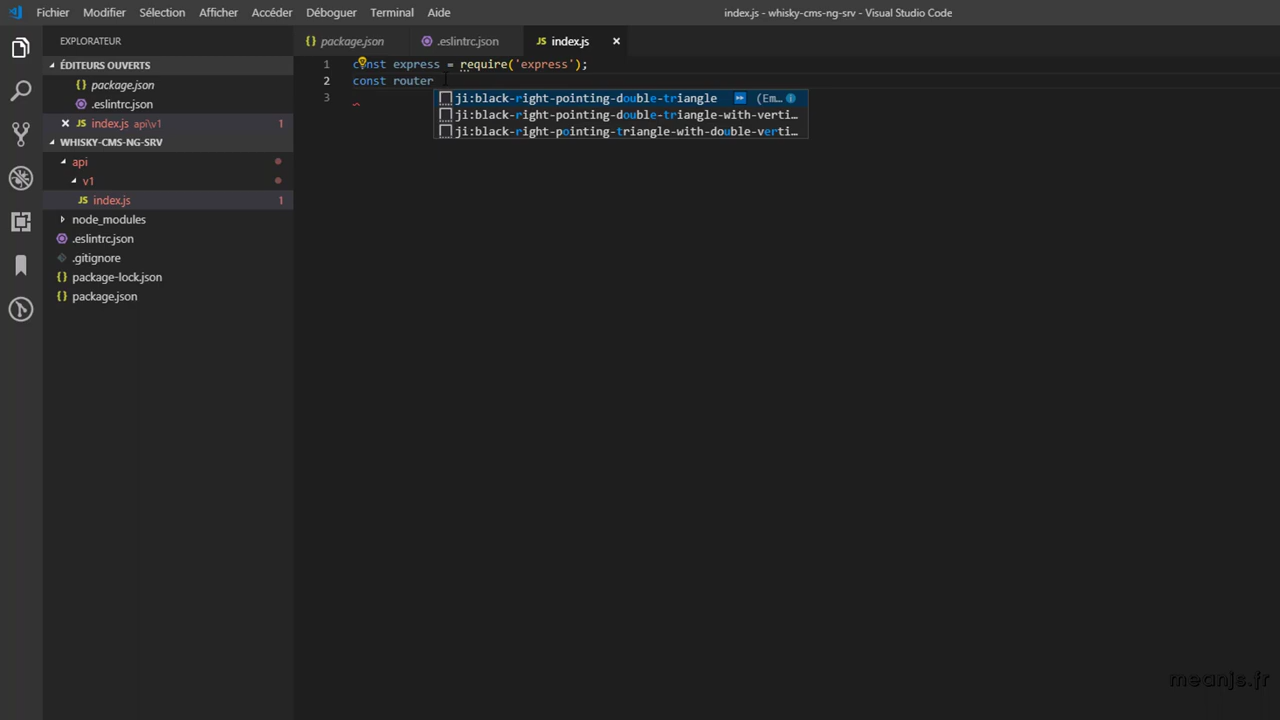 Fichier Modifier Sélection Afficher Accéder Déboguer Terminal Aide
index.js - whisky-cms-ng-srv - Visual Studio Code
EXPLORATEUR
ÉDITEURS OUVERTS
package.json
.eslintrc.json
index.js api\v1 1
WHISKY-CMS-NG-SRV
api
v1
JS index.js 1
node_modules
.eslintrc.json
.gitignore
package-lock.json
package.json
package.json .eslintrc.json JS index.js
1 const express = require('express');
2 const router
3
ji:black-right-pointing-double-triangle (Em…
ji:black-right-pointing-double-triangle-with-verti…
ji:black-right-pointing-triangle-with-double-verti…
meanjs.fr